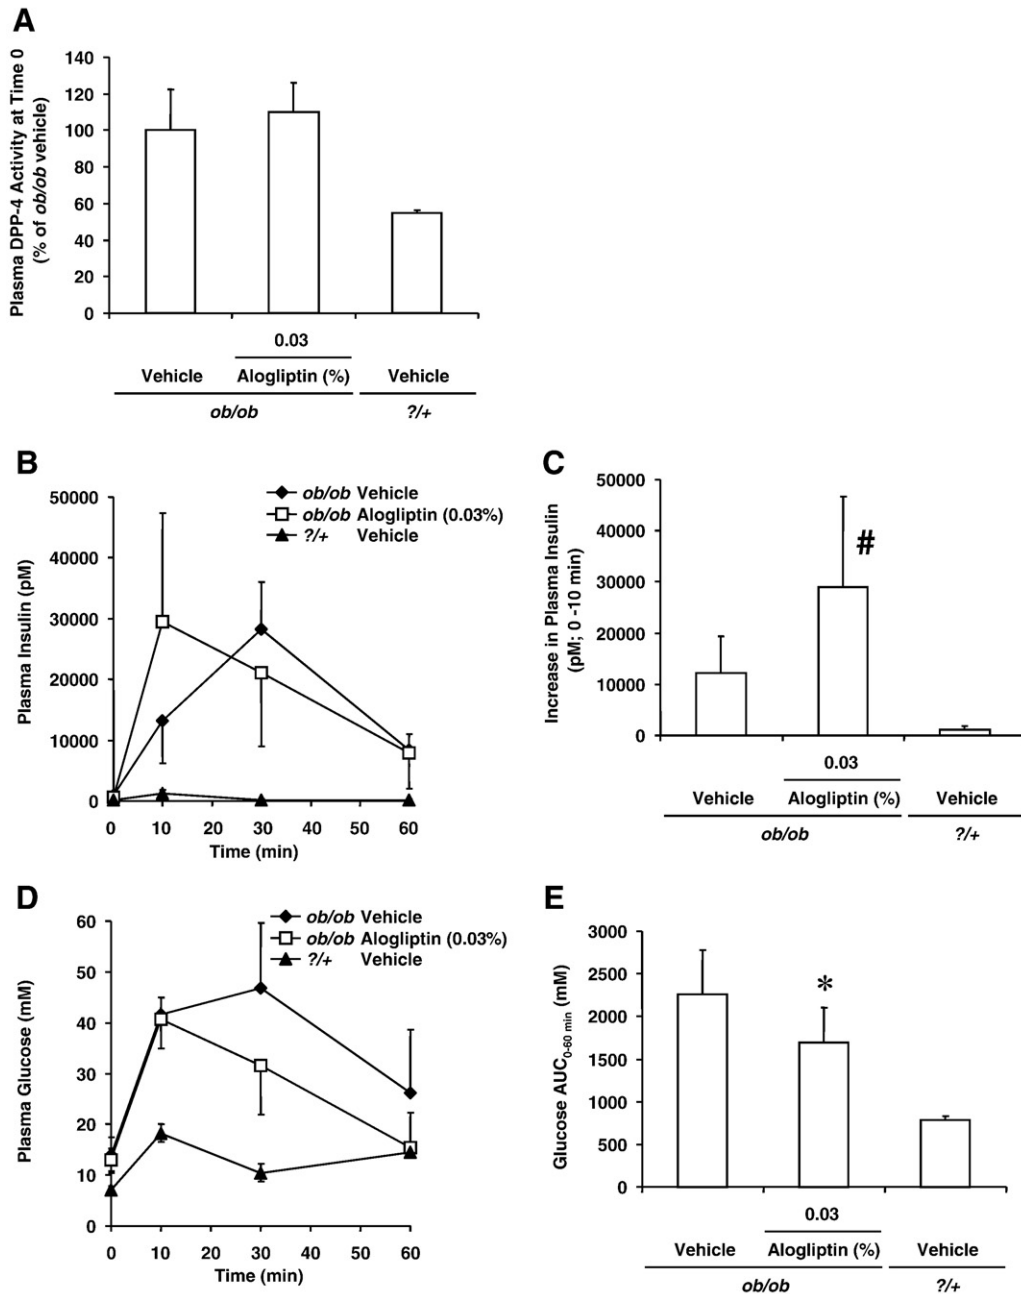 A
Plasma DPP-4 Activity at Time 0
(% of ob/ob vehicle)
140
120
100
80
60
40
20
0
0.03
Vehicle Alogliptin (%) Vehicle
ob/ob ?/+
B
ob/ob Vehicle
ob/ob Alogliptin (0.03%)
?/+ Vehicle
Plasma Insulin (pM)
50000
40000
30000
20000
10000
0
0 10 20 30 40 50 60
Time (min)
C
Increase in Plasma Insulin
(pM; 0 -10 min)
50000
40000
30000
20000
10000
0
#
0.03
Vehicle Alogliptin (%) Vehicle
ob/ob ?/+
D
ob/ob Vehicle
ob/ob Alogliptin (0.03%)
?/+ Vehicle
Plasma Glucose (mM)
60
50
40
30
20
10
0
0 10 20 30 40 50 60
Time (min)
E
Glucose AUC0-60 min (mM)
3000
2500
2000
1500
1000
500
0
*
0.03
Vehicle Alogliptin (%) Vehicle
ob/ob ?/+